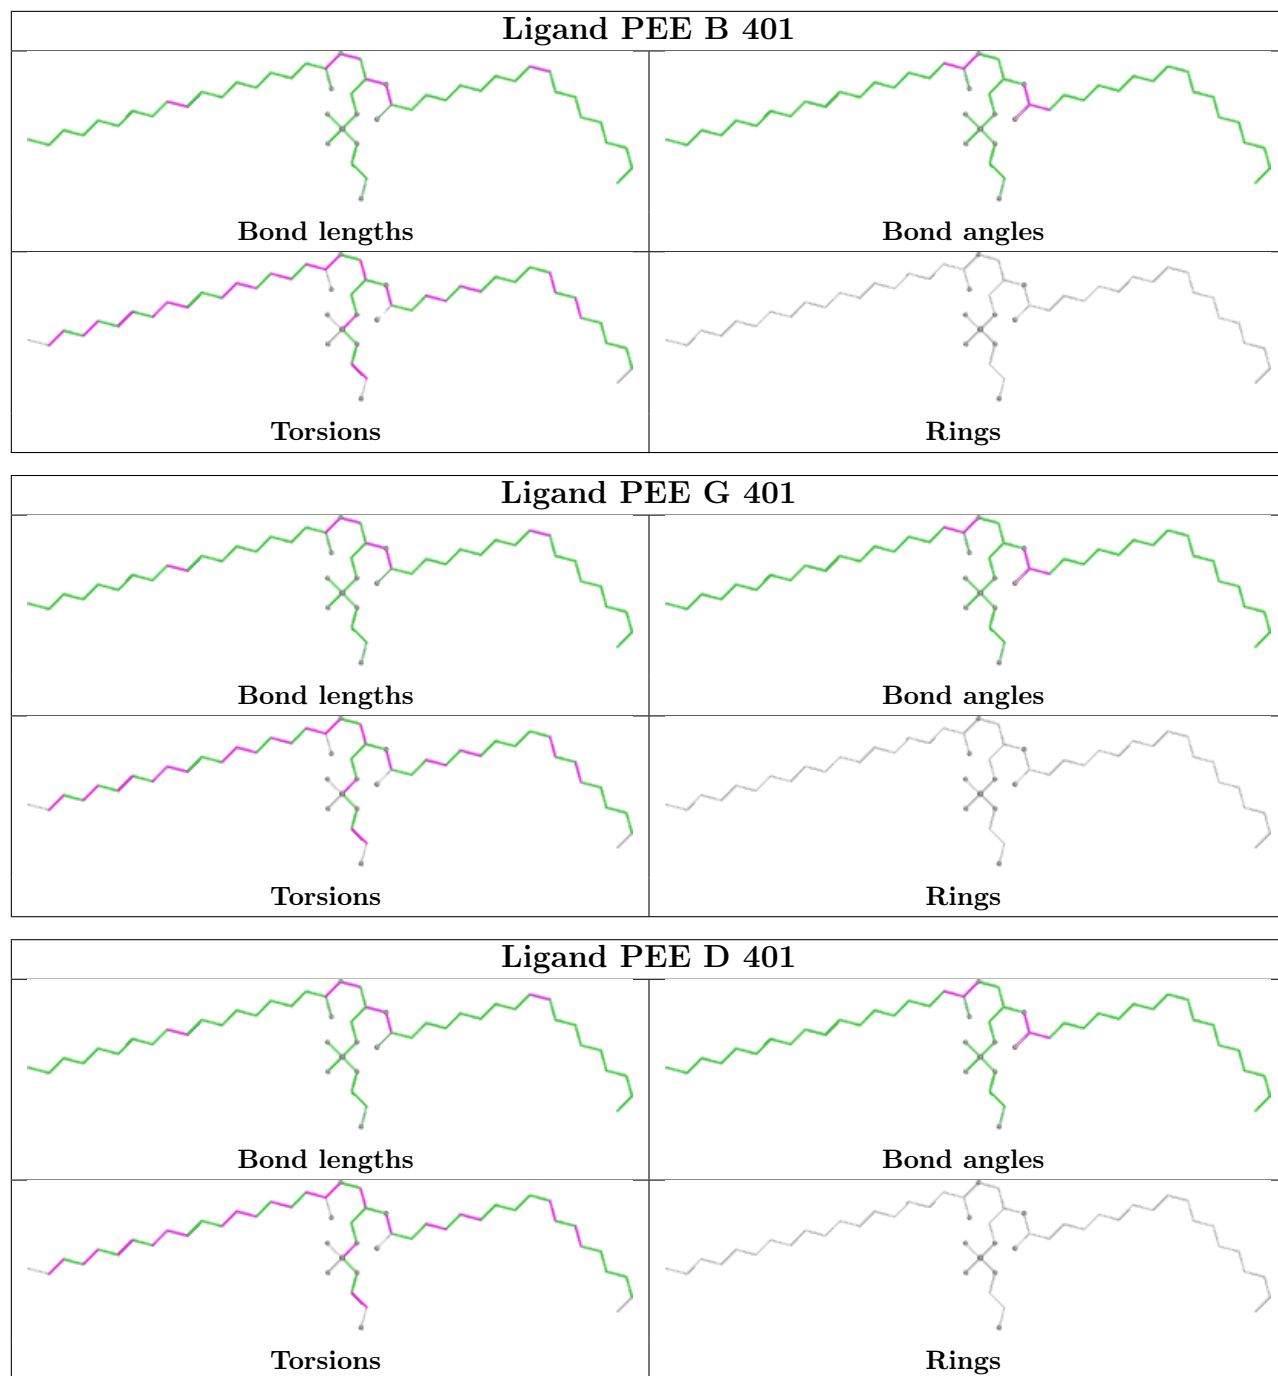 Ligand PEE B 401
Bond lengths
Bond angles
Torsions
Rings
Ligand PEE G 401
Bond lengths
Bond angles
Torsions
Rings
Ligand PEE D 401
Bond lengths
Bond angles
Torsions
Rings